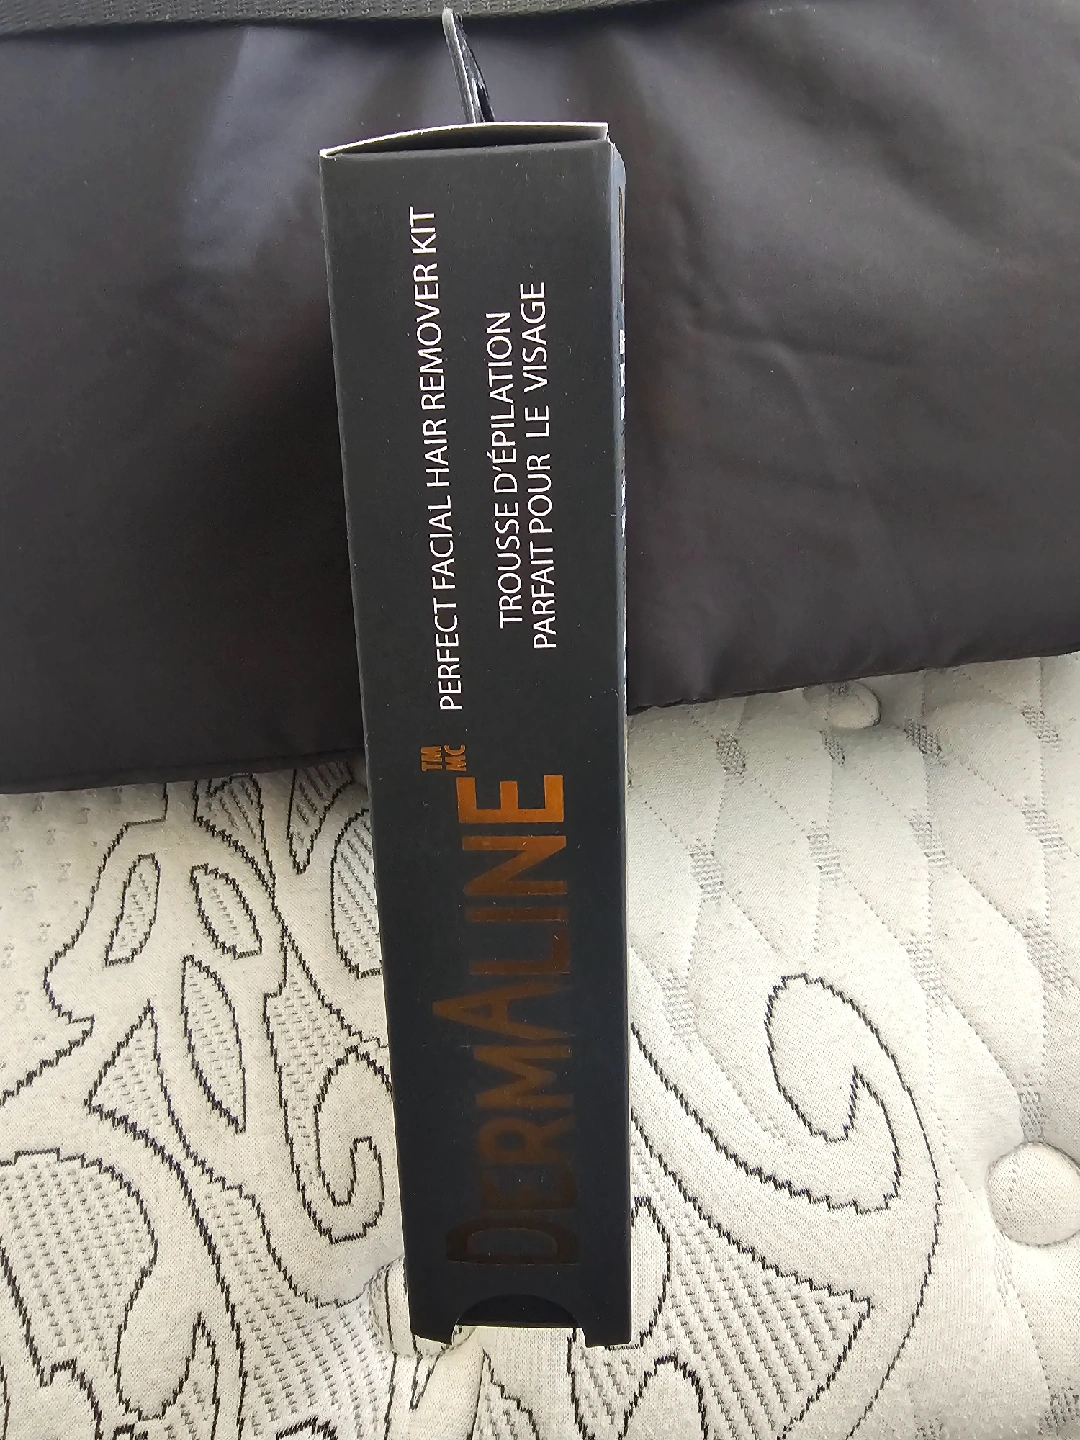 DERMALINE
TM
MC
PERFECT FACIAL HAIR REMOVER KIT
TROUSSE D'ÉPILATION
PARFAIT POUR LE VISAGE